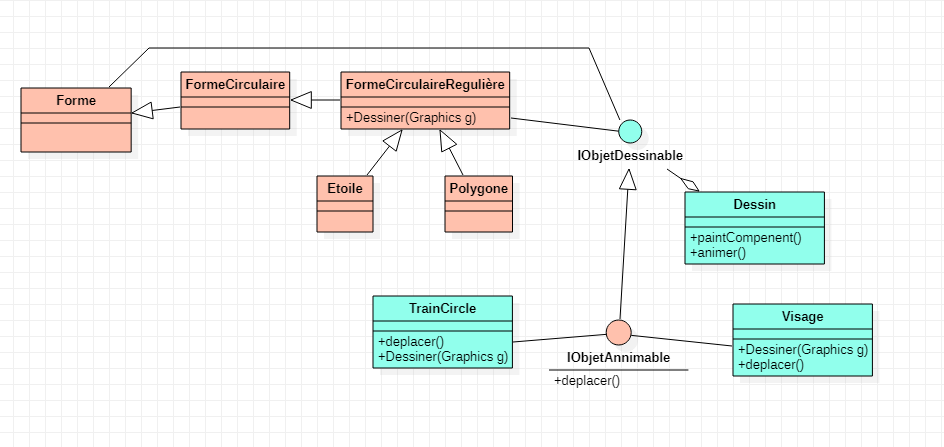 Forme
FormeCirculaire
FormeCirculaireRegulière
+Dessiner(Graphics g)
IObjetDessinable
Etoile
Polygone
Dessin
+paintCompenent()
+animer()
TrainCircle
+deplacer()
+Dessiner(Graphics g)
IObjetAnnimable
+deplacer()
Visage
+Dessiner(Graphics g)
+deplacer()